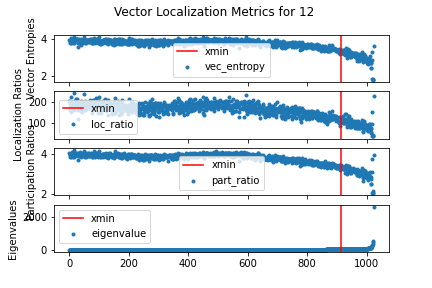 Vector Localization Metrics for 12
Vector Entropies
4
2
xmin
vec_entropy
Localization Ratios
200
100
xmin
loc_ratio
Participation Ratios
4
2
xmin
part_ratio
Eigenvalues
0
xmin
eigenvalue
0 200 400 600 800 1000